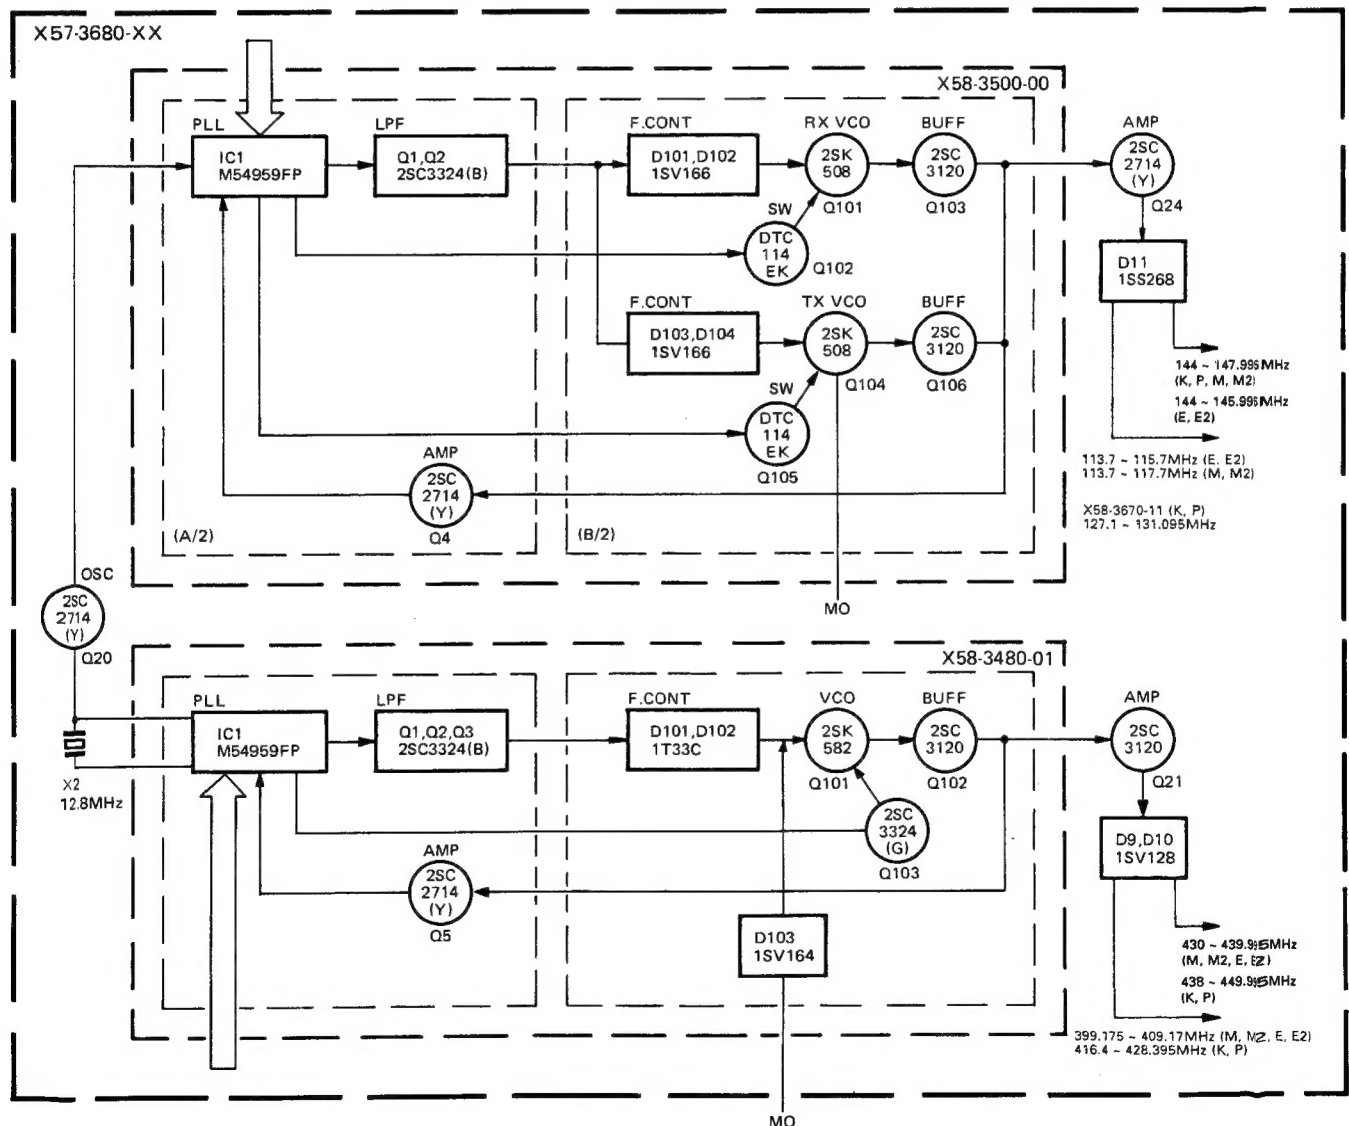 X57-3680-XX
X58-3500-00
PLL
IC1
M54959FP
LPF
Q1,Q2
2SC3324(B)
F.CONT
D101,D102
1SV166
RX VCO
2SK
508
Q101
BUFF
2SC
3120
Q103
AMP
2SC
2714
(Y)
Q24
SW
DTC
114
EK
Q102
D11
1SS268
F.CONT
D103,D104
1SV166
TX VCO
2SK
508
Q104
BUFF
2SC
3120
Q106
144 ~ 147.995MHz
(K, P, M, M2)
144 ~ 145.995MHz
(E, E2)
SW
DTC
114
EK
Q105
113.7 ~ 115.7MHz (E, E2)
113.7 ~ 117.7MHz (M, M2)
AMP
2SC
2714
(Y)
Q4
X58-3670-11 (K, P)
127.1 ~ 131.095MHz
(A/2)
(B/2)
MO
OSC
2SC
2714
(Y)
Q20
X58-3480-01
PLL
IC1
M54959FP
LPF
Q1,Q2,Q3
2SC3324(B)
F.CONT
D101,D102
1T33C
VCO
2SK
582
Q101
BUFF
2SC
3120
Q102
AMP
2SC
3120
Q21
X2
12.8MHz
2SC
3324
(G)
Q103
D9,D10
1SV128
AMP
2SC
2714
(Y)
Q5
D103
1SV164
430 ~ 439.995MHz
(M, M2, E, E2)
438 ~ 449.995MHz
(K, P)
399.175 ~ 409.17MHz (M, M2, E, E2)
416.4 ~ 428.395MHz (K, P)
MO